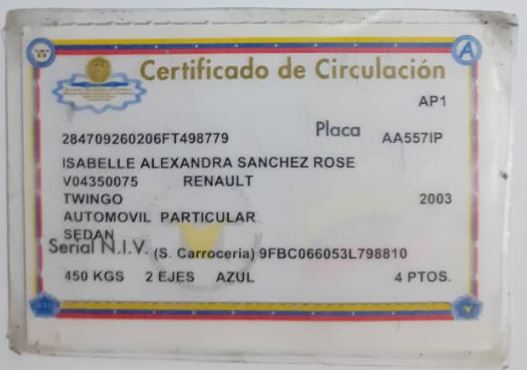 Certificado de Circulación
AP1
284709260206FT498779 Placa AA557IP
ISABELLE ALEXANDRA SANCHEZ ROSE
V04350075 RENAULT
TWINGO 2003
AUTOMOVIL PARTICULAR
SEDAN
Serial N.I.V. (S. Carroceria) 9FBC066053L798810
450 KGS 2 EJES AZUL 4 PTOS.